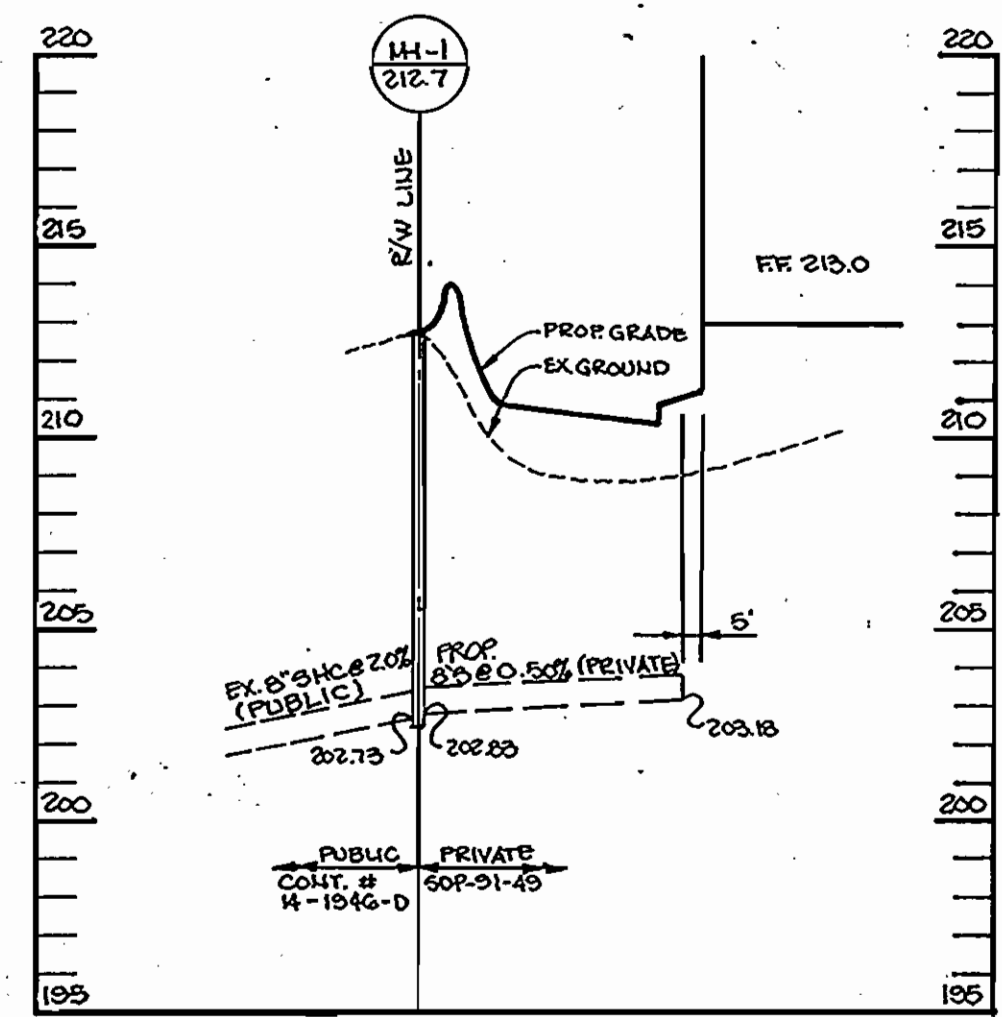 220
220
MH-1
212.7
R/W LINE
215
215
F.F. 213.0
PROP. GRADE
EX. GROUND
210
210
205
205
5'
EX. 8"SHC@2.0%
(PUBLIC)
PROP.
8"S@0.50% (PRIVATE)
202.73
202.83
203.18
200
200
PUBLIC
PRIVATE
CONT. #
14-1946-D
SDP-91-49
195
195